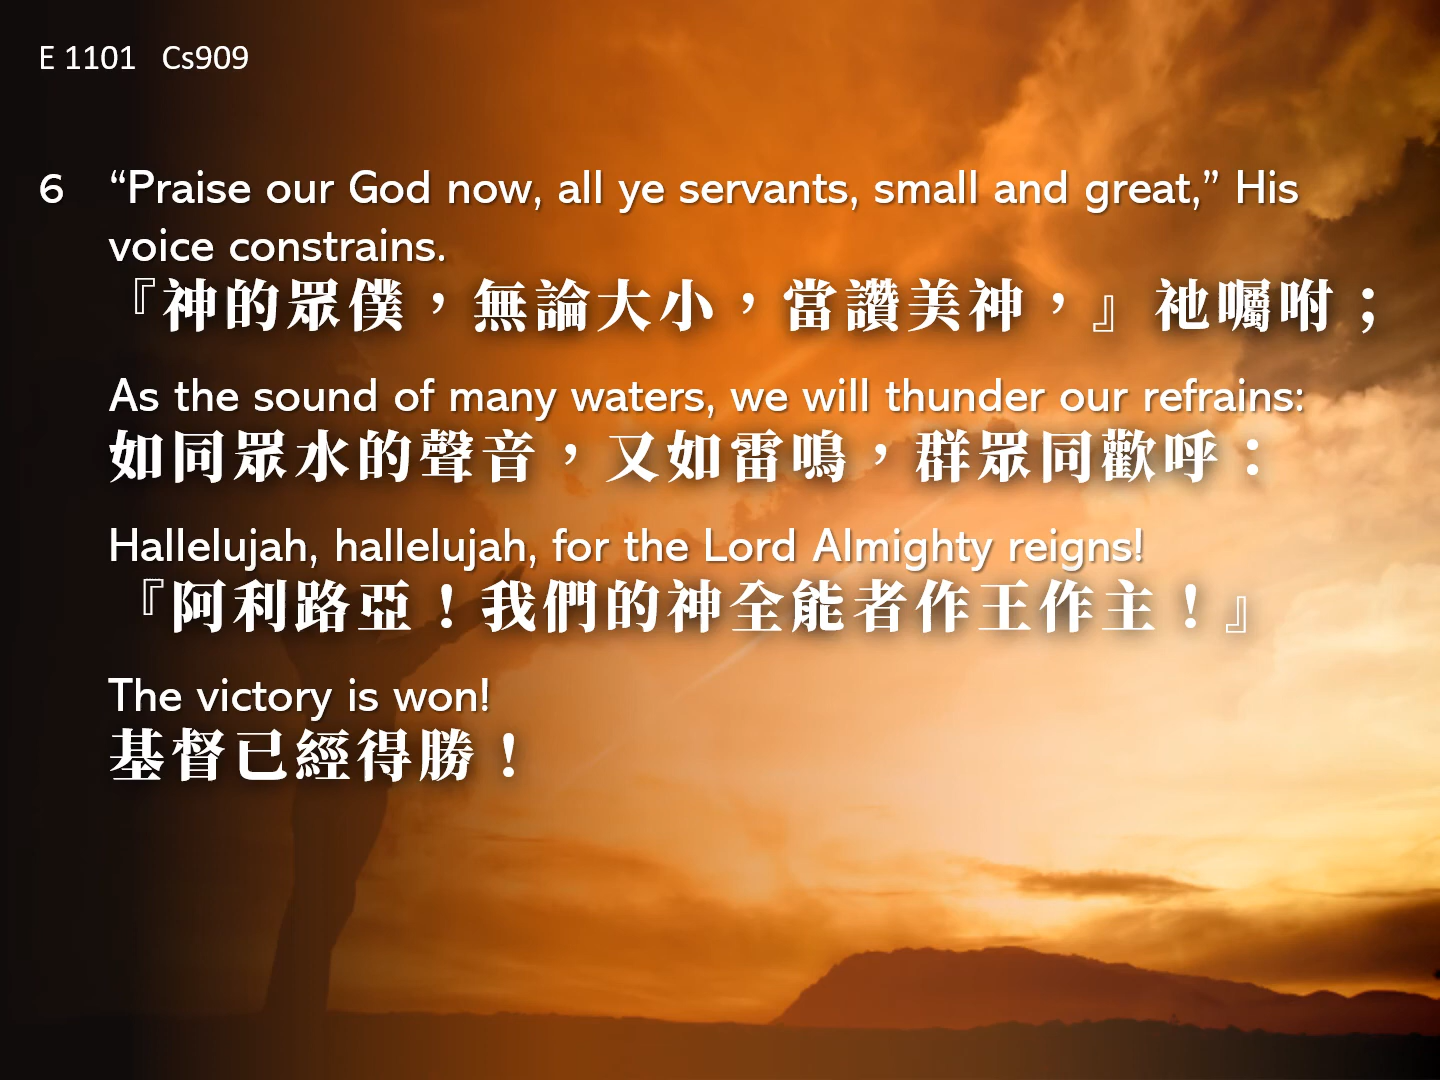 E 1101 Cs909
6 “Praise our God now, all ye servants, small and great,” His
voice constrains.
『神的眾僕，無論大小，當讚美神，』祂囑咐；
As the sound of many waters, we will thunder our refrains:
如同眾水的聲音，又如雷鳴，群眾同歡呼：
Hallelujah, hallelujah, for the Lord Almighty reigns!
『阿利路亞！我們的神全能者作王作主！』
The victory is won!
基督已經得勝！